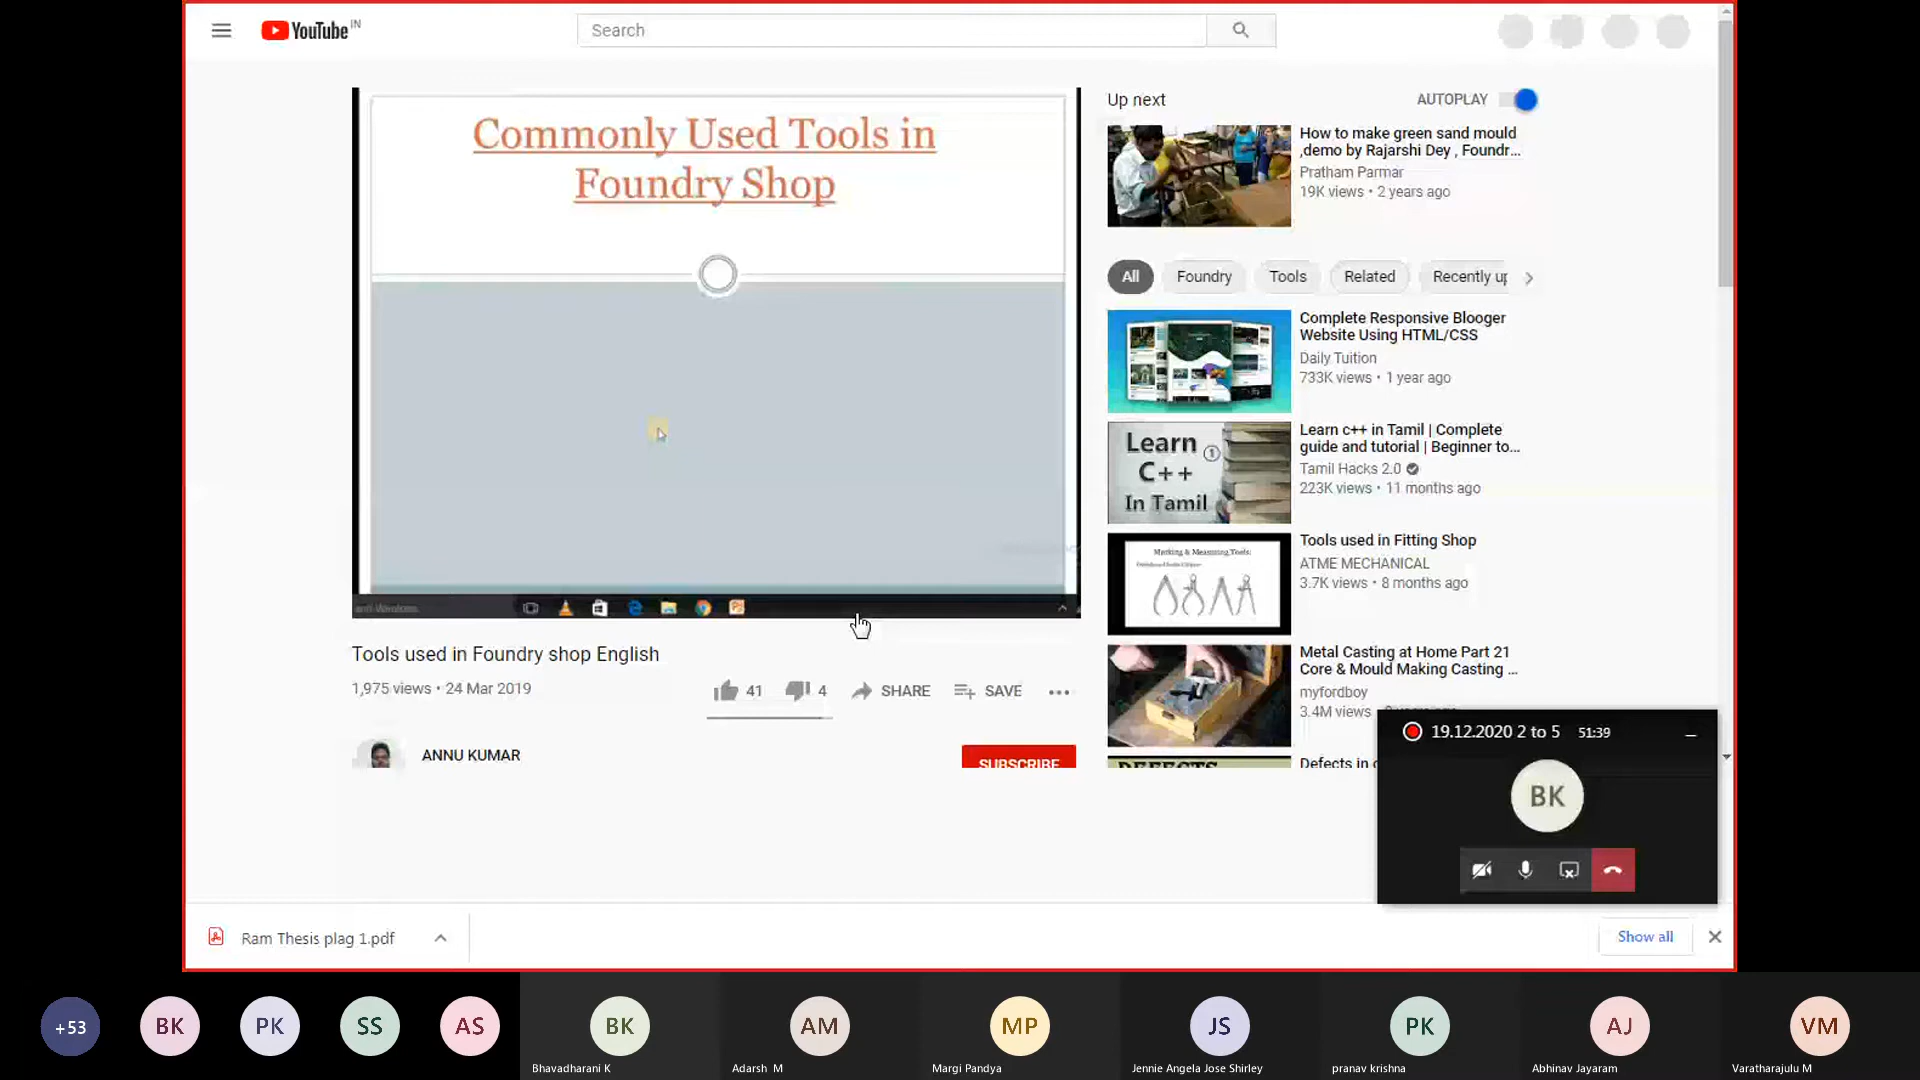 YouTube IN
Search
Commonly Used Tools in
Foundry Shop
Tools used in Foundry shop English
1,975 views • 24 Mar 2019
41
4
SHARE
SAVE
ANNU KUMAR
SUBSCRIBE
Up next
AUTOPLAY
How to make green sand mould
,demo by Rajarshi Dey , Foundr...
Pratham Parmar
19K views • 2 years ago
All
Foundry
Tools
Related
Recently up
Complete Responsive Blooger
Website Using HTML/CSS
Daily Tuition
733K views • 1 year ago
Learn
C++
In Tamil
1
Learn c++ in Tamil | Complete
guide and tutorial | Beginner to...
Tamil Hacks 2.0
223K views • 11 months ago
Marking & Measuring Tools:
Tools used in Fitting Shop
ATME MECHANICAL
3.7K views • 8 months ago
Metal Casting at Home Part 21
Core & Mould Making Casting ...
myfordboy
3.4M views
DEFECTS
Defects in
19.12.2020 2 to 5 51:39
BK
Ram Thesis plag 1.pdf
Show all
+53
BK
PK
SS
AS
BK
AM
MP
JS
PK
AJ
VM
Bhavadharani K
Adarsh M
Margi Pandya
Jennie Angela Jose Shirley
pranav krishna
Abhinav Jayaram
Varatharajulu M